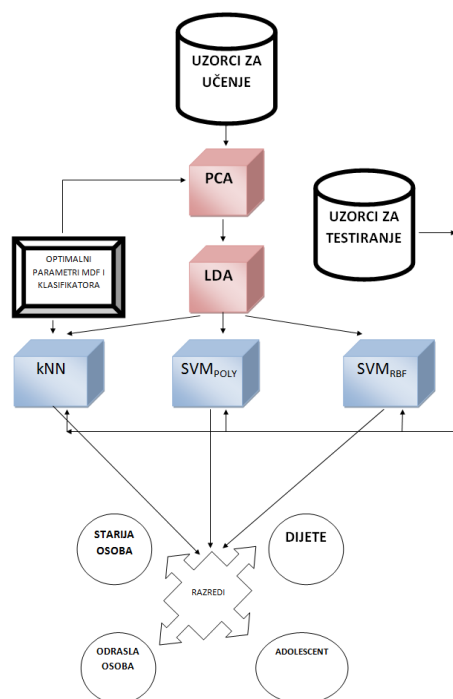 UZORCI ZA
UČENJE
PCA
UZORCI ZA
TESTIRANJE
OPTIMALNI
PARAMETRI MDF I
KLASIFIKATORA
LDA
kNN
SVMPOLY
SVMRBF
STARIJA
OSOBA
DIJETE
RAZREDI
ODRASLA
OSOBA
ADOLESCENT